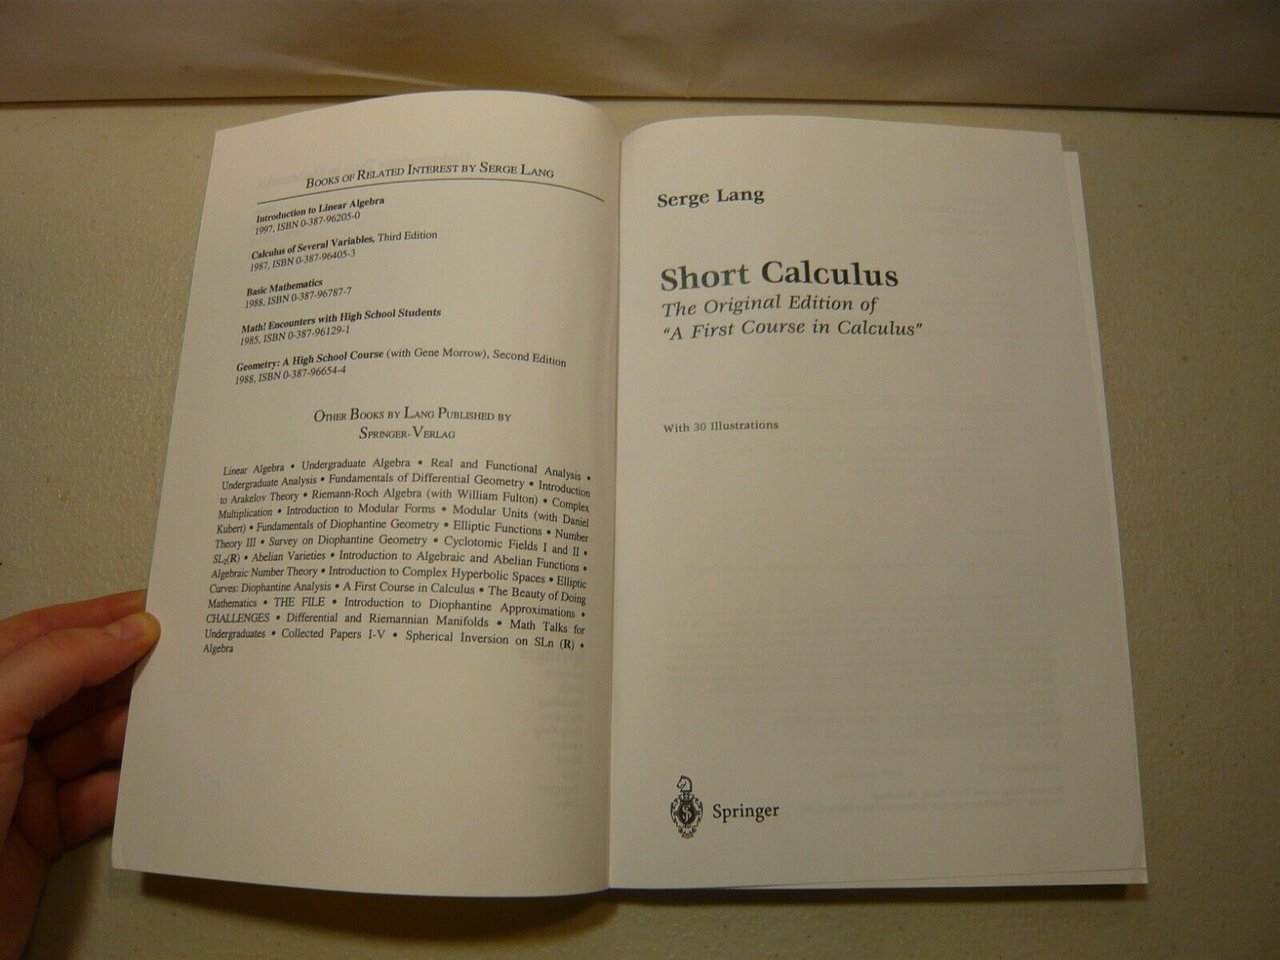 BOOKS OF RELATED INTEREST BY SERGE LANG
Introduction to Linear Algebra
1997, ISBN 0-387-96205-0
Calculus of Several Variables, Third Edition
1987, ISBN 0-387-96405-3
Basic Mathematics
1988, ISBN 0-387-96787-7
Math! Encounters with High School Students
1985, ISBN 0-387-96129-1
Geometry: A High School Course (with Gene Morrow), Second Edition
1988, ISBN 0-387-96654-4
OTHER BOOKS BY LANG PUBLISHED BY
SPRINGER-VERLAG
Linear Algebra • Undergraduate Algebra • Real and Functional Analysis •
Undergraduate Analysis • Fundamentals of Differential Geometry • Introduction
to Arakelov Theory • Riemann-Roch Algebra (with William Fulton) • Complex
Multiplication • Introduction to Modular Forms • Modular Units (with Daniel
Kubert) • Fundamentals of Diophantine Geometry • Elliptic Functions • Number
Theory III • Survey on Diophantine Geometry • Cyclotomic Fields I and II •
SL₂(R) • Abelian Varieties • Introduction to Algebraic and Abelian Functions •
Algebraic Number Theory • Introduction to Complex Hyperbolic Spaces • Elliptic
Curves: Diophantine Analysis • A First Course in Calculus • The Beauty of Doing
Mathematics • THE FILE • Introduction to Diophantine Approximations •
CHALLENGES • Differential and Riemannian Manifolds • Math Talks for
Undergraduates • Collected Papers I-V • Spherical Inversion on SLn (R) •
Algebra
Serge Lang
Short Calculus
The Original Edition of
"A First Course in Calculus"
With 30 Illustrations
Springer